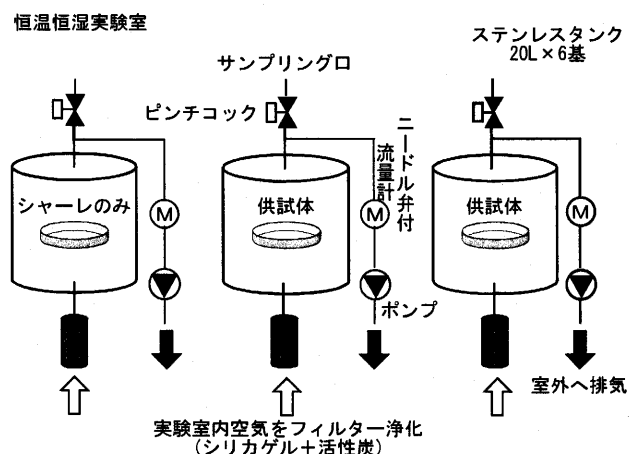 恒温恒湿実験室
ステンレスタンク
20L×6基
サンプリング口
ピンチコック
ニードル弁付
流量計
シャーレのみ
供試体
供試体
M
M
M
ポンプ
室外へ排気
実験室内空気をフィルター浄化
(シリカゲル+活性炭)